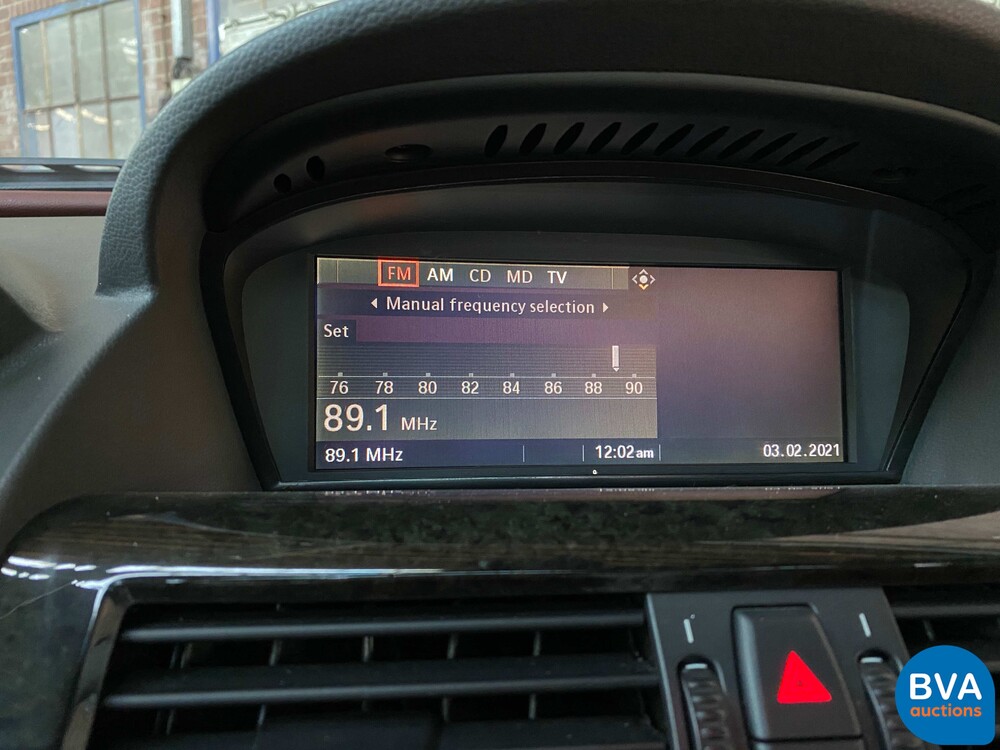 FM AM CD MD TV
Manual frequency selection
Set
76 78 80 82 84 86 88 90
89.1 MHz
89.1 MHz 12:02am 03.02.2021
BVA
auctions